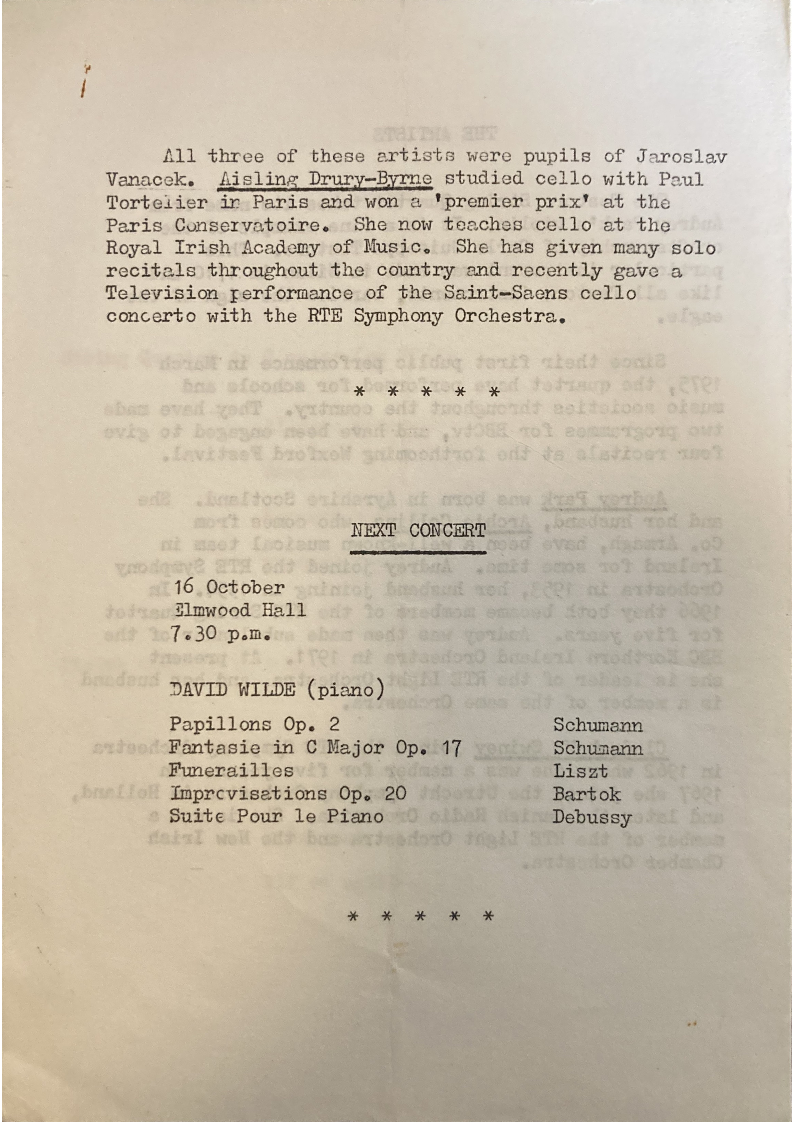 All three of these artists were pupils of Jaroslav
Vanacek. Aisling Drury-Byrne studied cello with Paul
Tortelier in Paris and won a 'premier prix' at the
Paris Conservatoire. She now teaches cello at the
Royal Irish Academy of Music. She has given many solo
recitals throughout the country and recently gave a
Television performance of the Saint-Saens cello
concerto with the RTE Symphony Orchestra.
* * * * *
NEXT CONCERT
16 October
Elmwood Hall
7.30 p.m.
DAVID WILDE (piano)
Papillons Op. 2 Schumann
Fantasie in C Major Op. 17 Schumann
Funerailles Liszt
Improvisations Op. 20 Bartok
Suite Pour le Piano Debussy
* * * * *